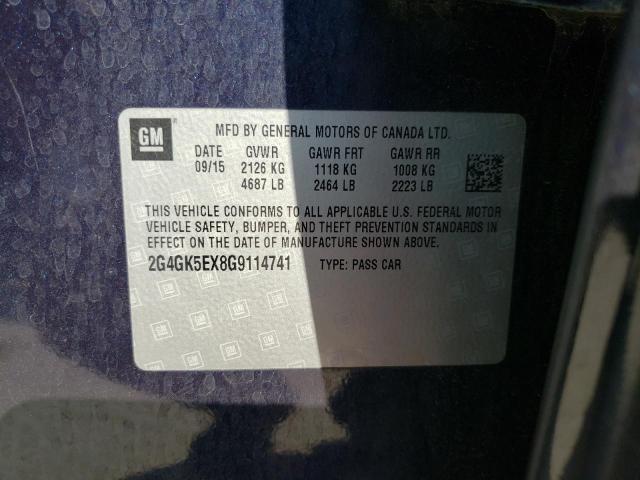 GM
MFD BY GENERAL MOTORS OF CANADA LTD.
DATE GVWR GAWR FRT GAWR RR
09/15 2126 KG 1118 KG 1008 KG
4687 LB 2464 LB 2223 LB
THIS VEHICLE CONFORMS TO ALL APPLICABLE U.S. FEDERAL MOTOR
VEHICLE SAFETY, BUMPER, AND THEFT PREVENTION STANDARDS IN
EFFECT ON THE DATE OF MANUFACTURE SHOWN ABOVE.
2G4GK5EX8G9114741 TYPE: PASS CAR